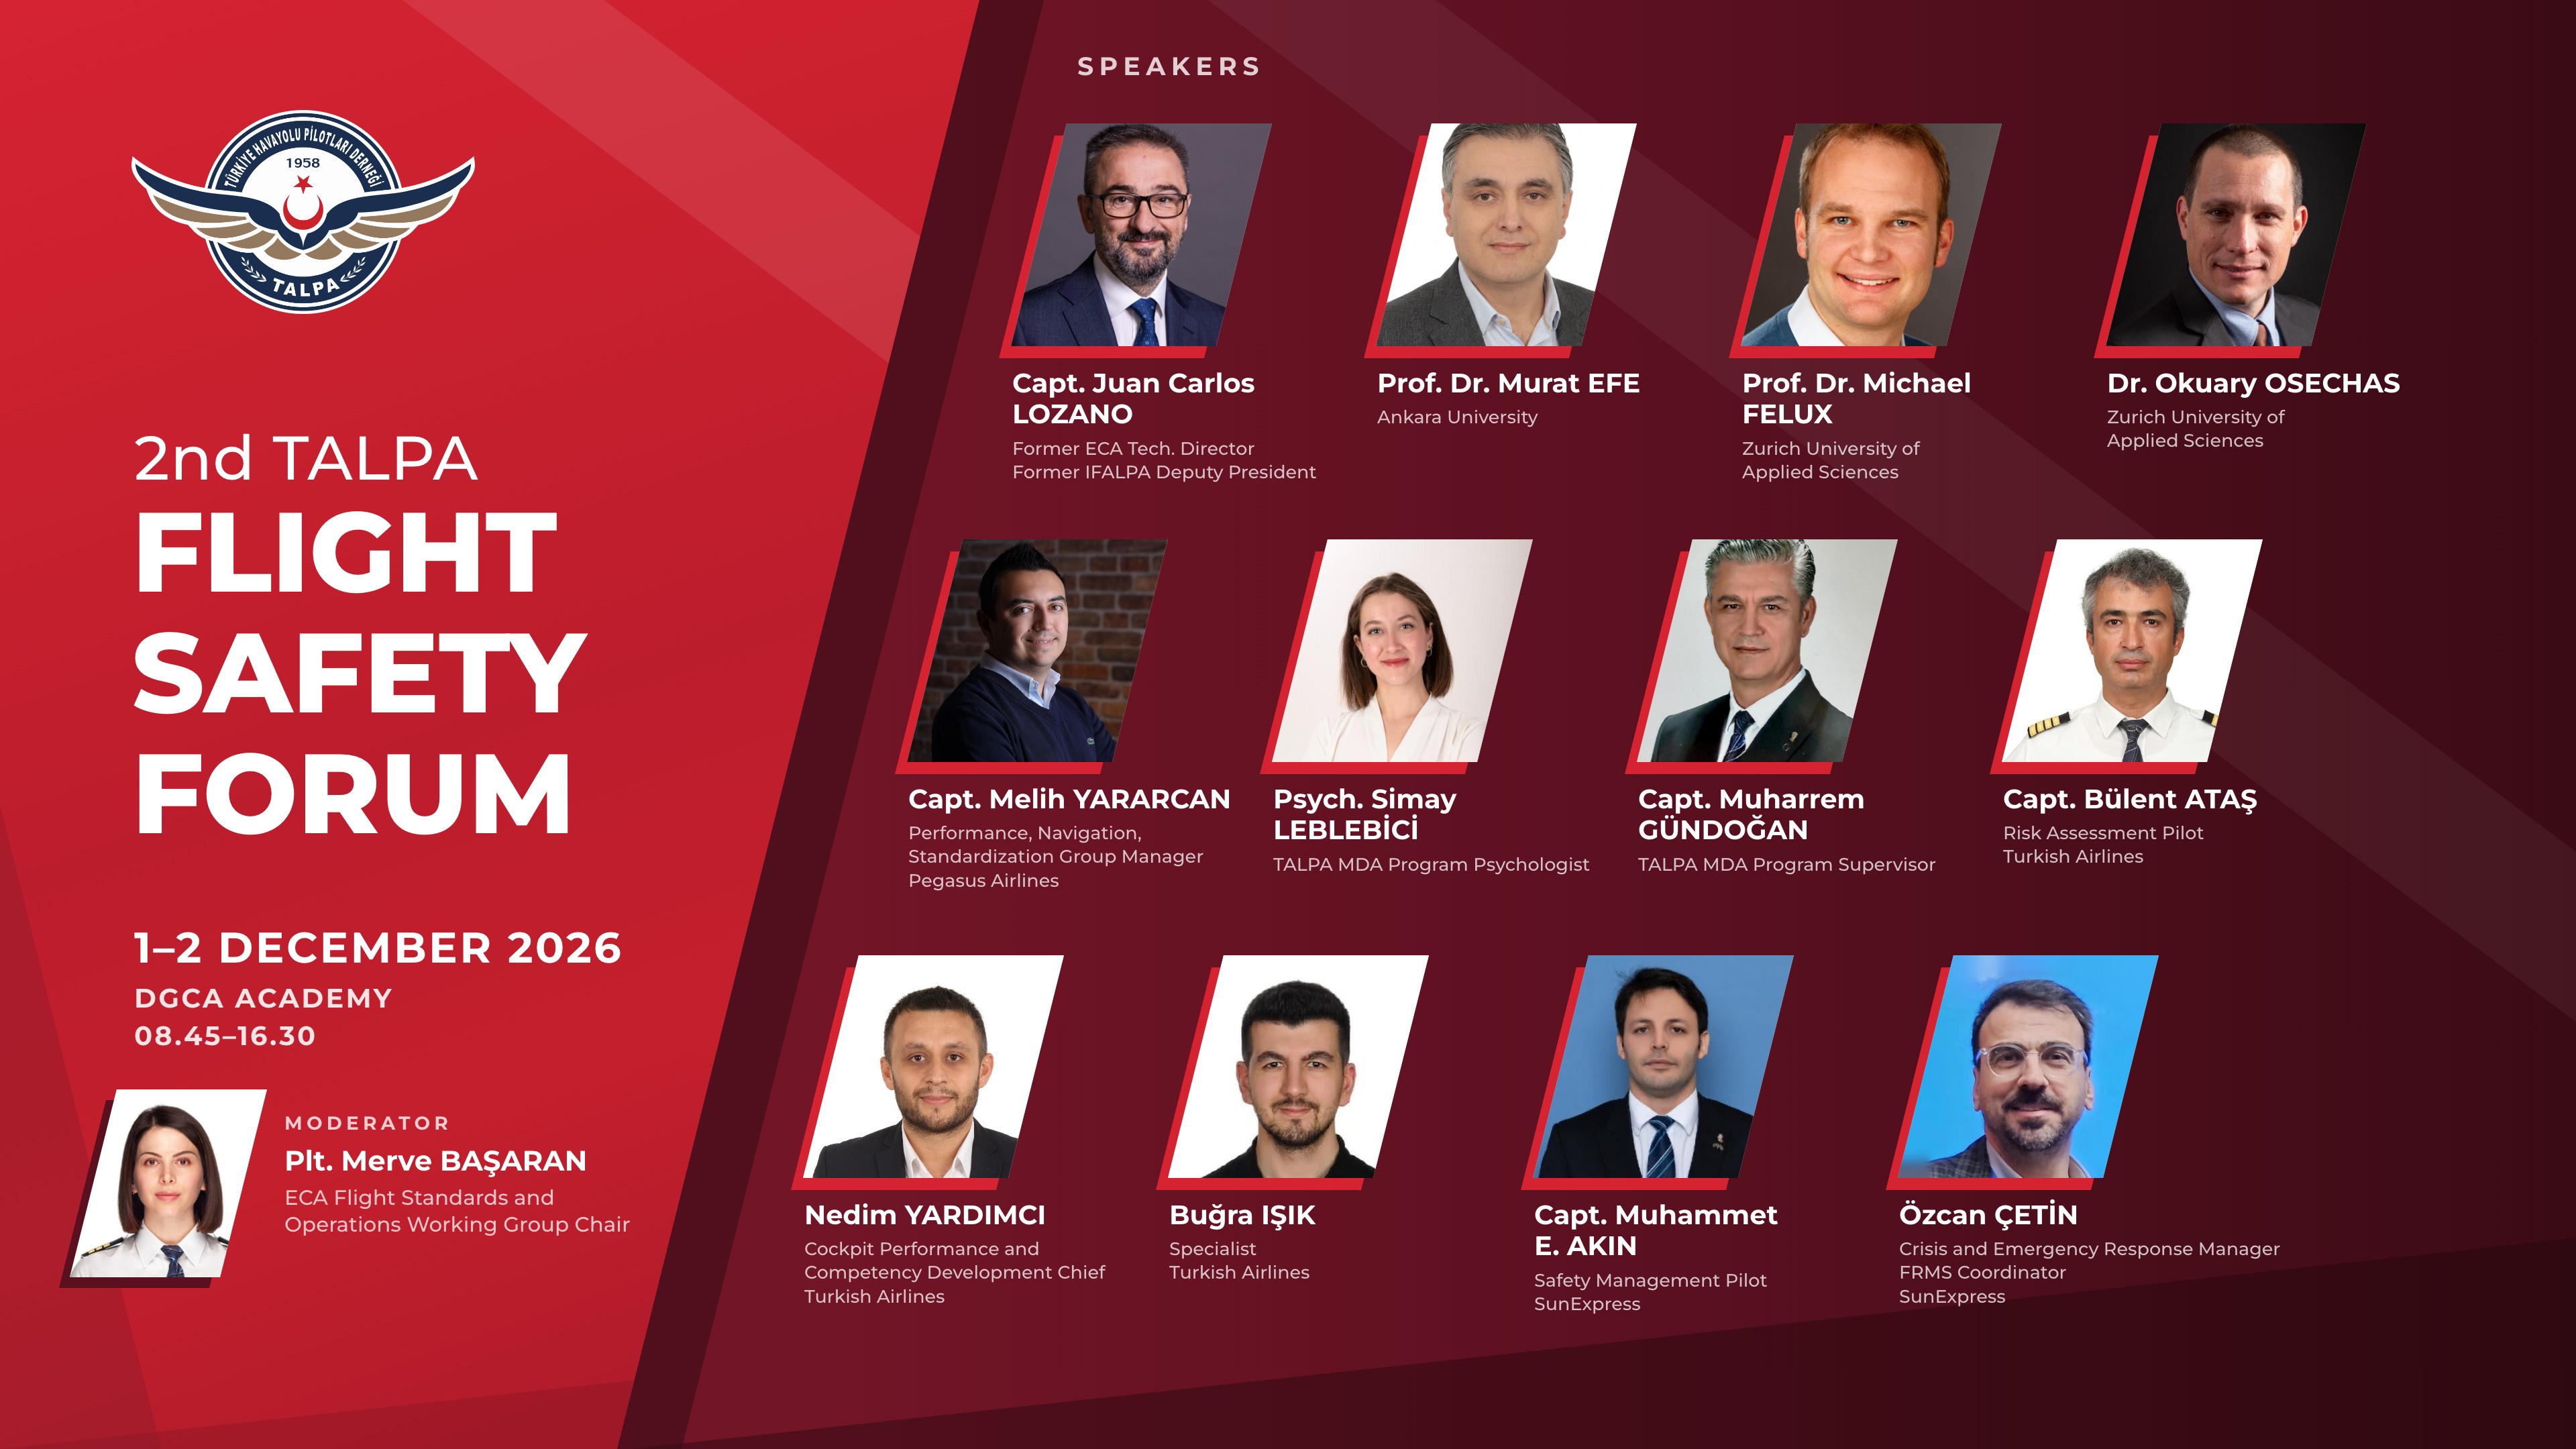 TÜRKİYE HAVAYOLU PİLOTLARI DERNEĞİ
1958
TALPA
2nd TALPA
FLIGHT
SAFETY
FORUM
1–2 DECEMBER 2026
DGCA ACADEMY
08.45–16.30
MODERATOR
Plt. Merve BAŞARAN
ECA Flight Standards and
Operations Working Group Chair
SPEAKERS
Capt. Juan Carlos
LOZANO
Former ECA Tech. Director
Former IFALPA Deputy President
Prof. Dr. Murat EFE
Ankara University
Prof. Dr. Michael
FELUX
Zurich University of
Applied Sciences
Dr. Okuary OSECHAS
Zurich University of
Applied Sciences
Capt. Melih YARARCAN
Performance, Navigation,
Standardization Group Manager
Pegasus Airlines
Psych. Simay
LEBLEBİCİ
TALPA MDA Program Psychologist
Capt. Muharrem
GÜNDOĞAN
TALPA MDA Program Supervisor
Capt. Bülent ATAŞ
Risk Assessment Pilot
Turkish Airlines
Nedim YARDIMCI
Cockpit Performance and
Competency Development Chief
Turkish Airlines
Buğra IŞIK
Specialist
Turkish Airlines
Capt. Muhammet
E. AKIN
Safety Management Pilot
SunExpress
Özcan ÇETİN
Crisis and Emergency Response Manager
FRMS Coordinator
SunExpress